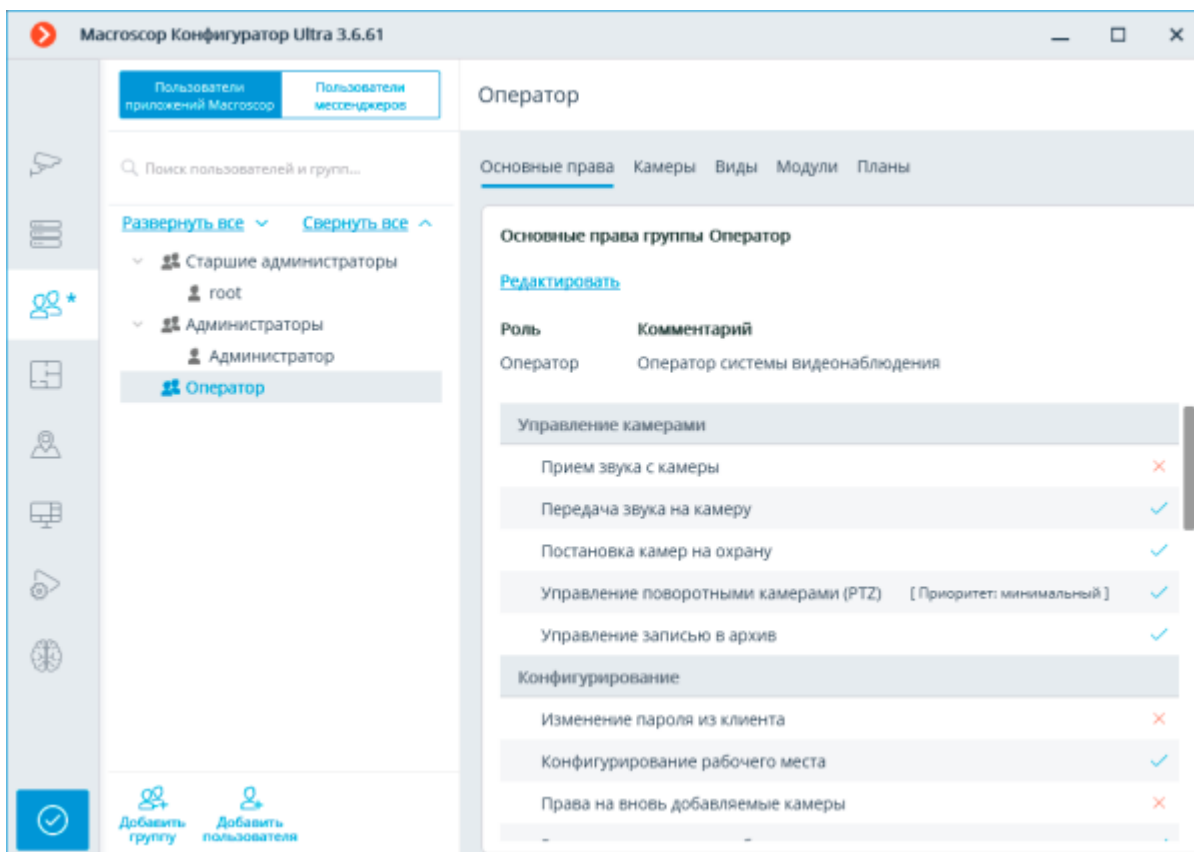 Macroscop Конфигуратор Ultra 3.6.61
Пользователи приложений Macroscop
Пользователи мессенджеров
Поиск пользователей и групп...
Развернуть все
Свернуть все
Старшие администраторы
root
Администраторы
Администратор
Оператор
Добавить группу
Добавить пользователя
Оператор
Основные права Камеры Виды Модули Планы
Основные права группы Оператор
Редактировать
Роль Комментарий
Оператор Оператор системы видеонаблюдения
Управление камерами
Прием звука с камеры
Передача звука на камеру
Постановка камер на охрану
Управление поворотными камерами (PTZ) [ Приоритет: минимальный ]
Управление записью в архив
Конфигурирование
Изменение пароля из клиента
Конфигурирование рабочего места
Права на вновь добавляемые камеры